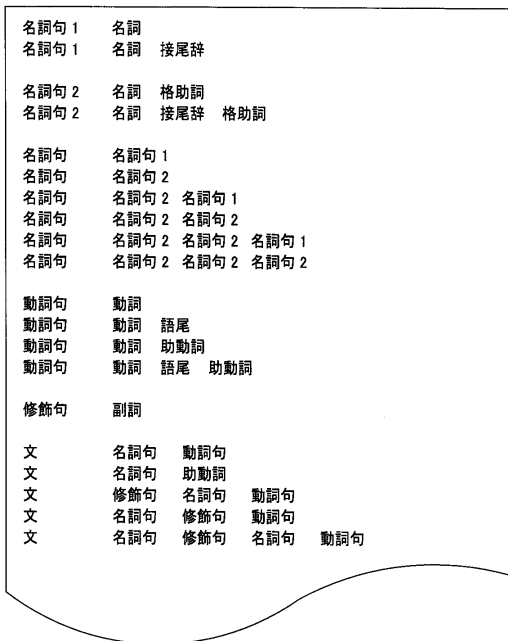 名詞句1 名詞
名詞句1 名詞 接尾辞
名詞句2 名詞 格助詞
名詞句2 名詞 接尾辞 格助詞
名詞句 名詞句1
名詞句 名詞句2
名詞句 名詞句2 名詞句1
名詞句 名詞句2 名詞句2
名詞句 名詞句2 名詞句2 名詞句1
名詞句 名詞句2 名詞句2 名詞句2
動詞句 動詞
動詞句 動詞 語尾
動詞句 動詞 助動詞
動詞句 動詞 語尾 助動詞
修飾句 副詞
文 名詞句 動詞句
文 名詞句 助動詞
文 修飾句 名詞句 動詞句
文 名詞句 修飾句 動詞句
文 名詞句 修飾句 名詞句 動詞句